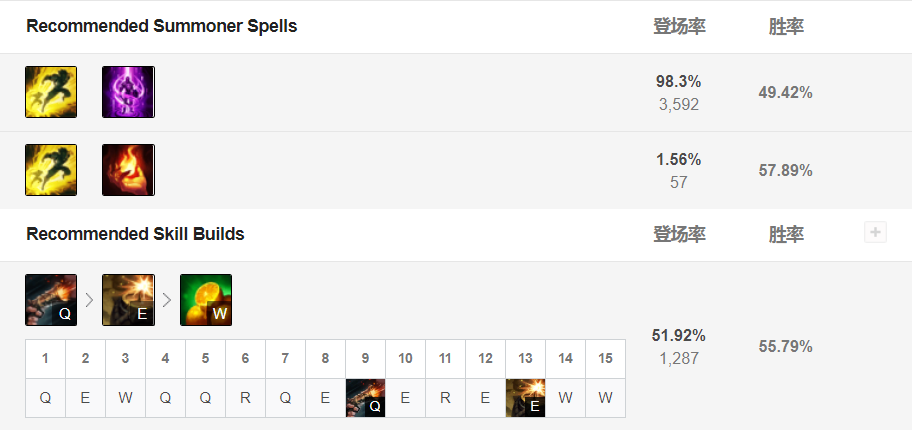 Recommended Summoner Spells 登场率 胜率
98.3%
3,592
49.42%
1.56%
57
57.89%
Recommended Skill Builds 登场率 胜率
Q E W
51.92%
1,287
55.79%
1 2 3 4 5 6 7 8 9 10 11 12 13 14 15
Q E W Q Q R Q E Q E R E E W W